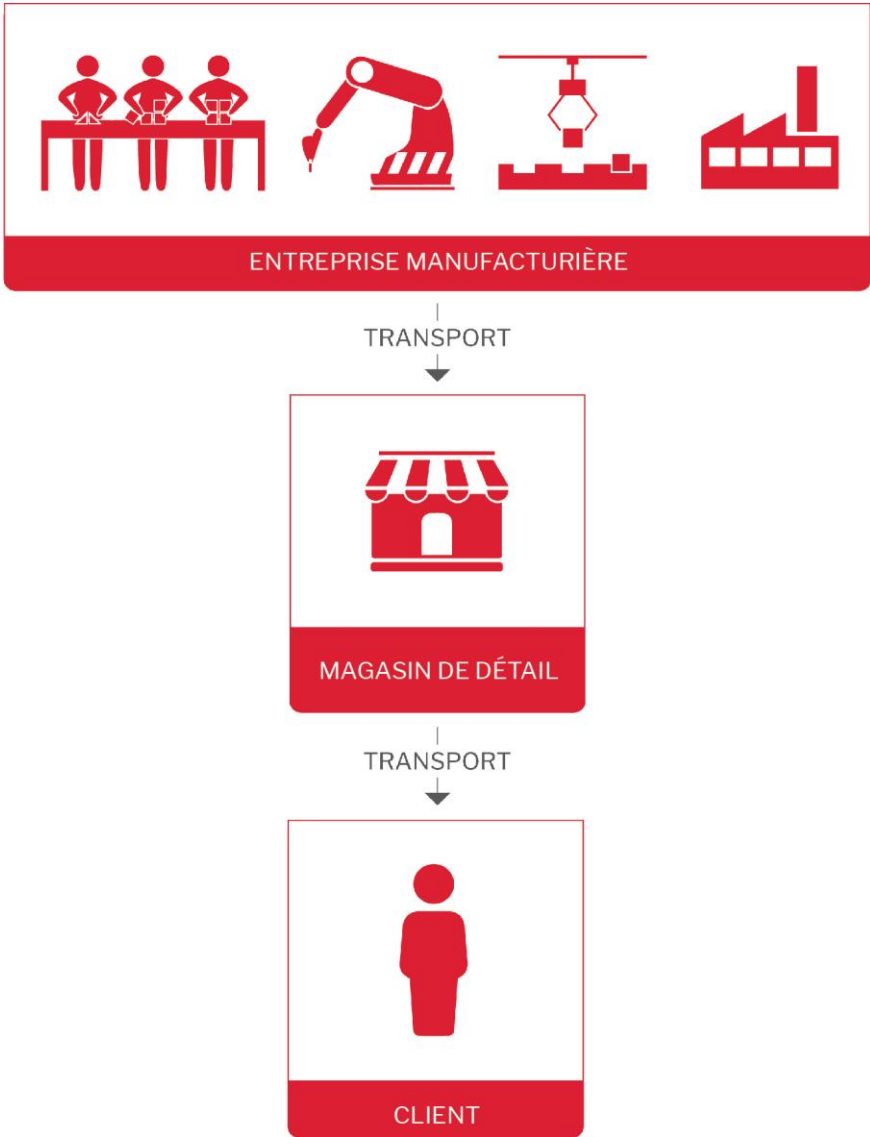 ENTREPRISE MANUFACTURIÈRE
TRANSPORT
MAGASIN DE DÉTAIL
TRANSPORT
CLIENT